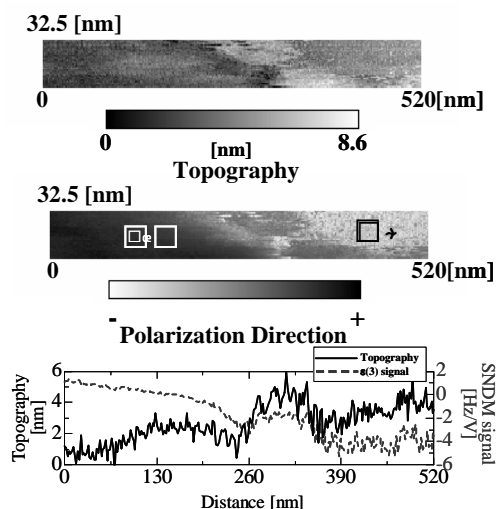 32.5 [nm]
0
520[nm]
0
[nm]
8.6
Topography
32.5 [nm]
0
520[nm]
-
+
Polarization Direction
Topography
ε(3) signal
Topography
[nm]
6
4
2
0
2
0
-2
-4
-6
SNDM signal
[Hz/V]
0
130
260
390
520
Distance [nm]